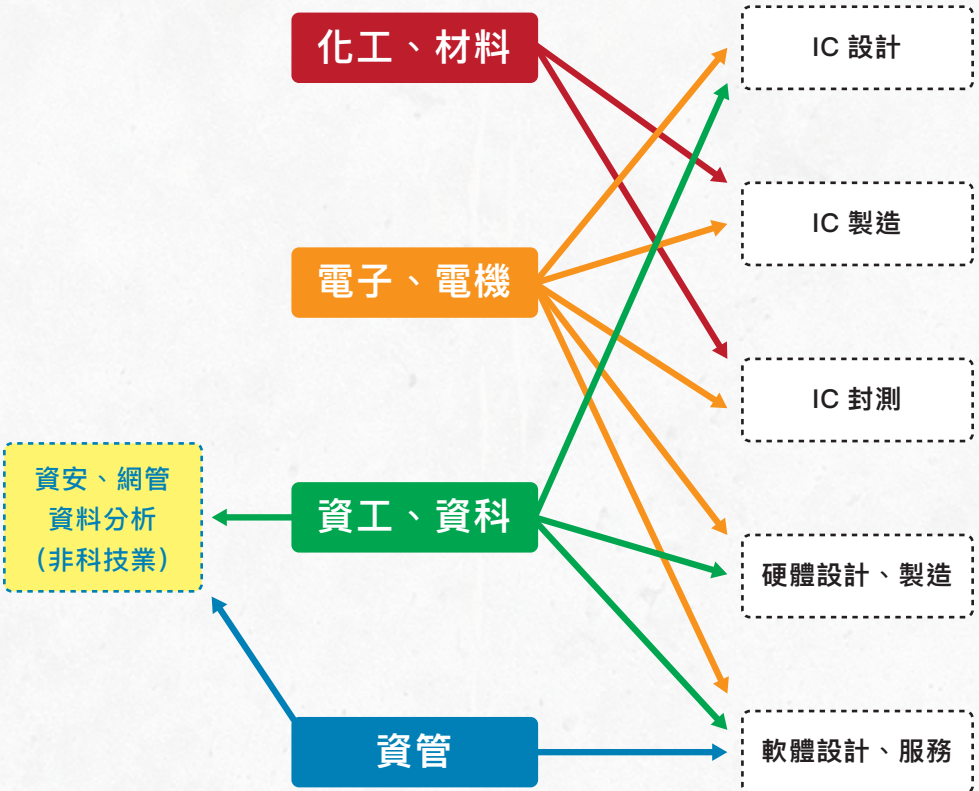 化工、材料
IC 設計
IC 製造
電子、電機
IC 封測
資安、網管
資料分析
(非科技業)
資工、資科
硬體設計、製造
資管
軟體設計、服務